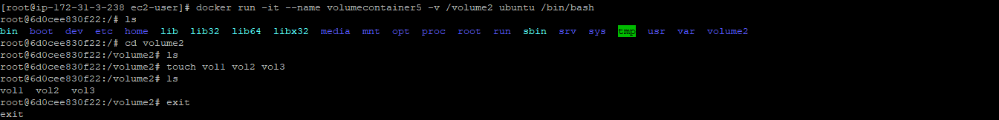 [root@ip-172-31-3-238 ec2-user]# docker run -it --name volumecontainer5 -v /volume2 ubuntu /bin/bash
root@6d0cee830f22:/# ls
bin  boot  dev  etc  home  lib  lib32  lib64  libx32  media  mnt  opt  proc  root  run  sbin  srv  sys  tmp  usr  var  volume2
root@6d0cee830f22:/# cd volume2
root@6d0cee830f22:/volume2# ls
root@6d0cee830f22:/volume2# touch vol1 vol2 vol3
root@6d0cee830f22:/volume2# ls
vol1  vol2  vol3
root@6d0cee830f22:/volume2# exit
exit